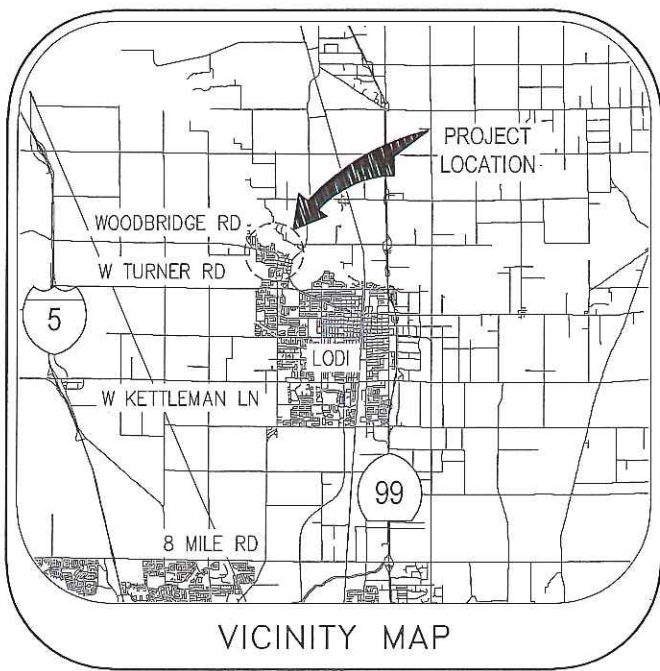 PROJECT
LOCATION
WOODBRIDGE RD
W TURNER RD
5
LODI
W KETTLEMAN LN
99
8 MILE RD
VICINITY MAP